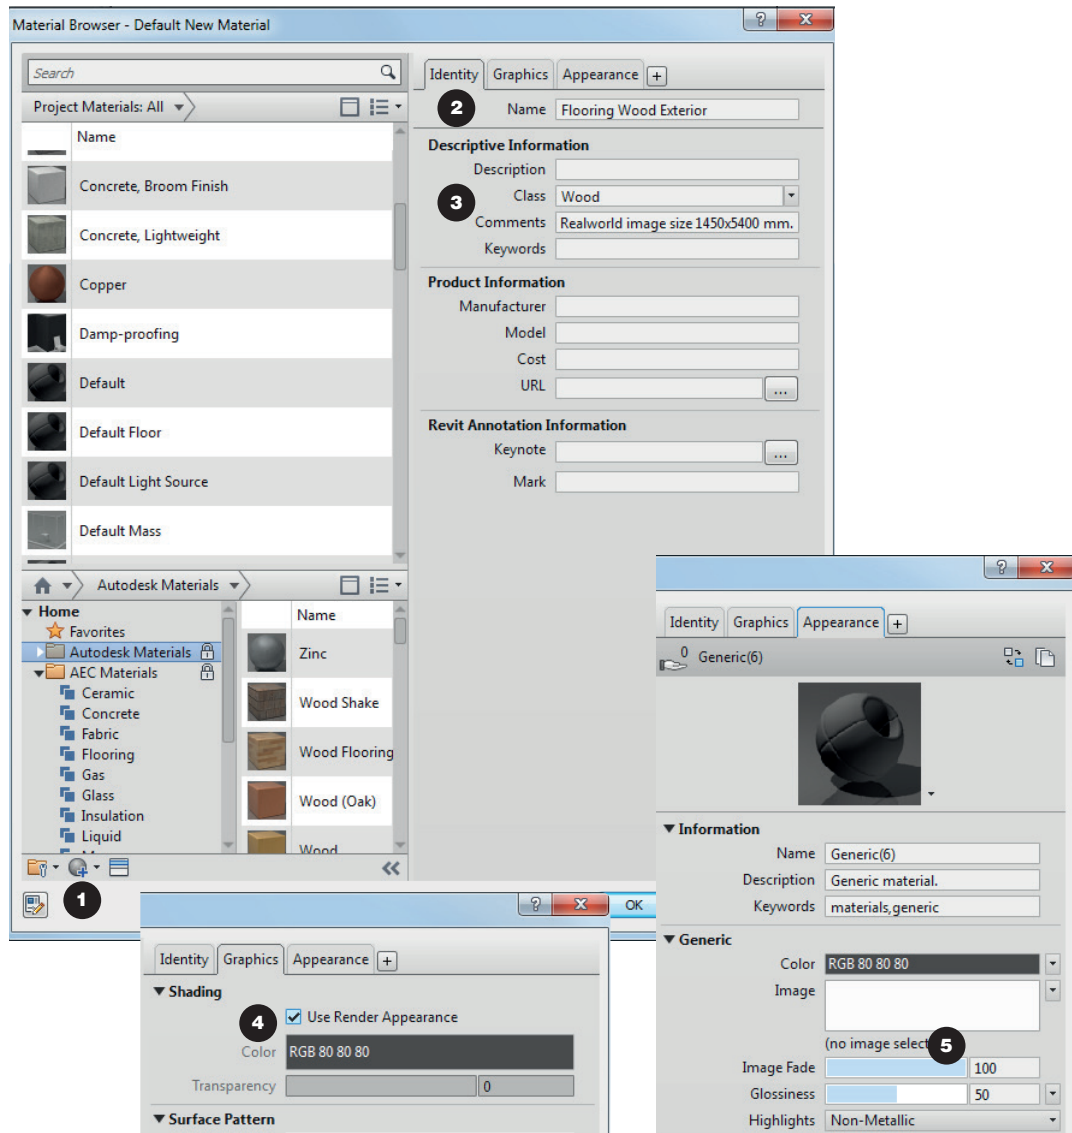 Material Browser - Default New Material
?
X
Search
Project Materials: All
Name
Concrete, Broom Finish
Concrete, Lightweight
Copper
Damp-proofing
Default
Default Floor
Default Light Source
Default Mass
Autodesk Materials
Home
Favorites
Autodesk Materials
AEC Materials
Ceramic
Concrete
Fabric
Flooring
Gas
Glass
Insulation
Liquid
Name
Zinc
Wood Shake
Wood Flooring
Wood (Oak)
Wood
1
Identity Graphics Appearance +
2
Name Flooring Wood Exterior
Descriptive Information
Description
3
Class Wood
Comments Realworld image size 1450x5400 mm.
Keywords
Product Information
Manufacturer
Model
Cost
URL ...
Revit Annotation Information
Keynote ...
Mark
OK
? X
Identity Graphics Appearance +
Shading
4
Use Render Appearance
Color RGB 80 80 80
Transparency 0
Surface Pattern
? X
Identity Graphics Appearance +
0 Generic(6)
Information
Name Generic(6)
Description Generic material.
Keywords materials,generic
Generic
Color RGB 80 80 80
Image
(no image select
5
Image Fade 100
Glossiness 50
Highlights Non-Metallic